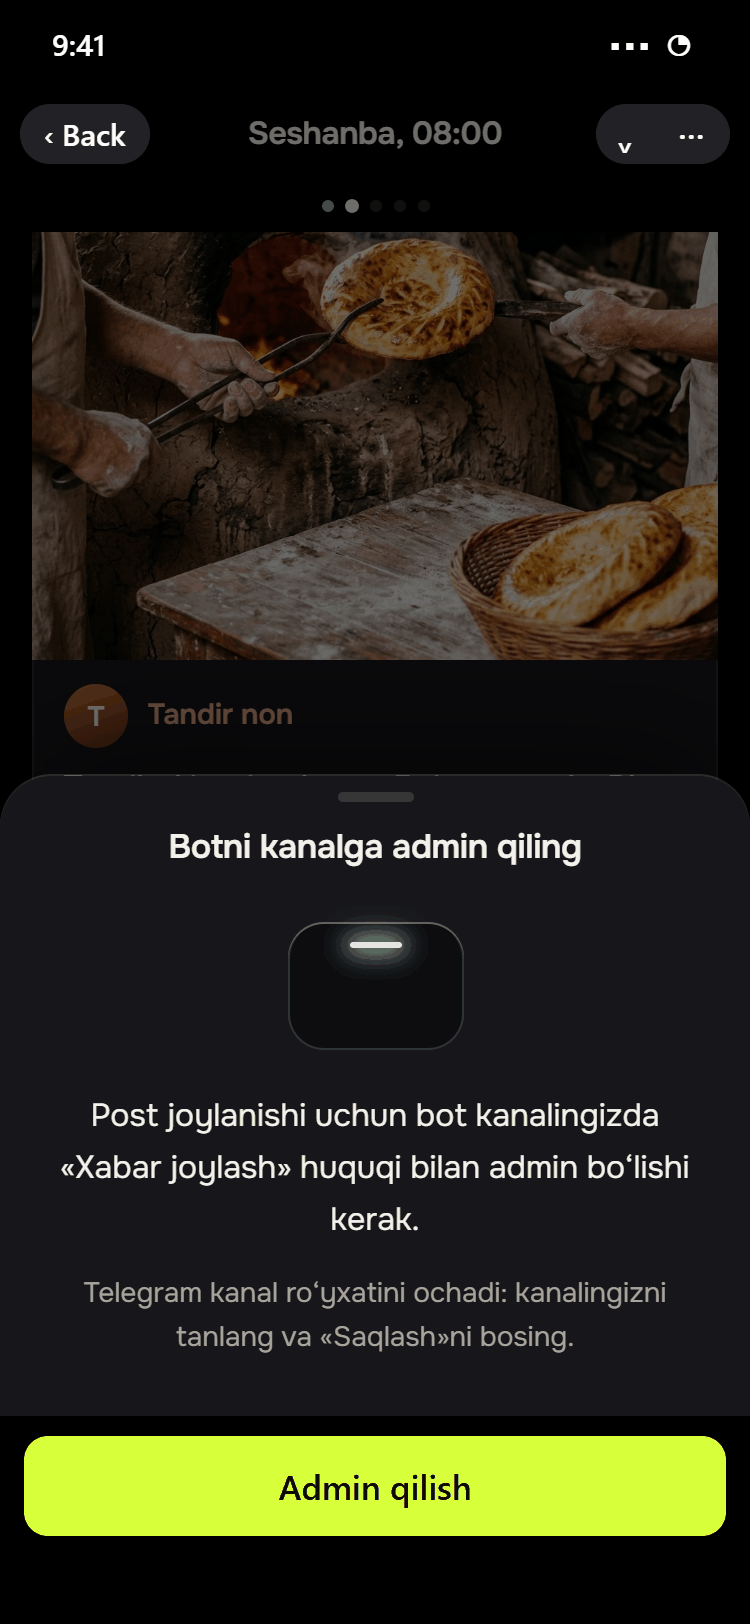 9:41
‹ Back
Seshanba, 08:00
T
Tandir non
Botni kanalga admin qiling
Post joylanishi uchun bot kanalingizda
«Xabar joylash» huquqi bilan admin bo‘lishi
kerak.
Telegram kanal ro‘yxatini ochadi: kanalingizni
tanlang va «Saqlash»ni bosing.
Admin qilish